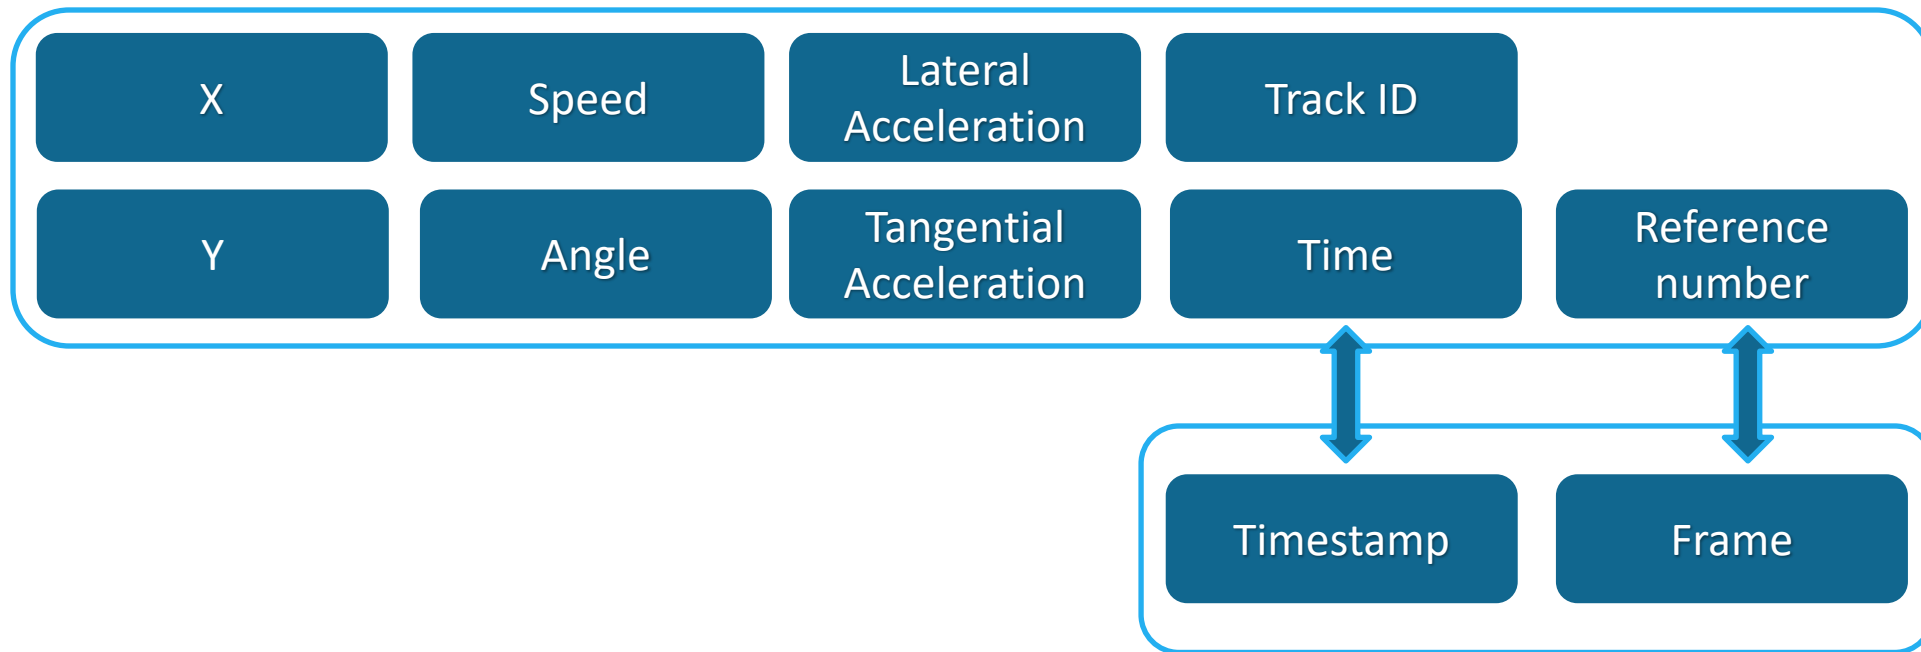 X
Speed
Lateral
Acceleration
Track ID
Y
Angle
Tangential
Acceleration
Time
Reference
number
Timestamp
Frame